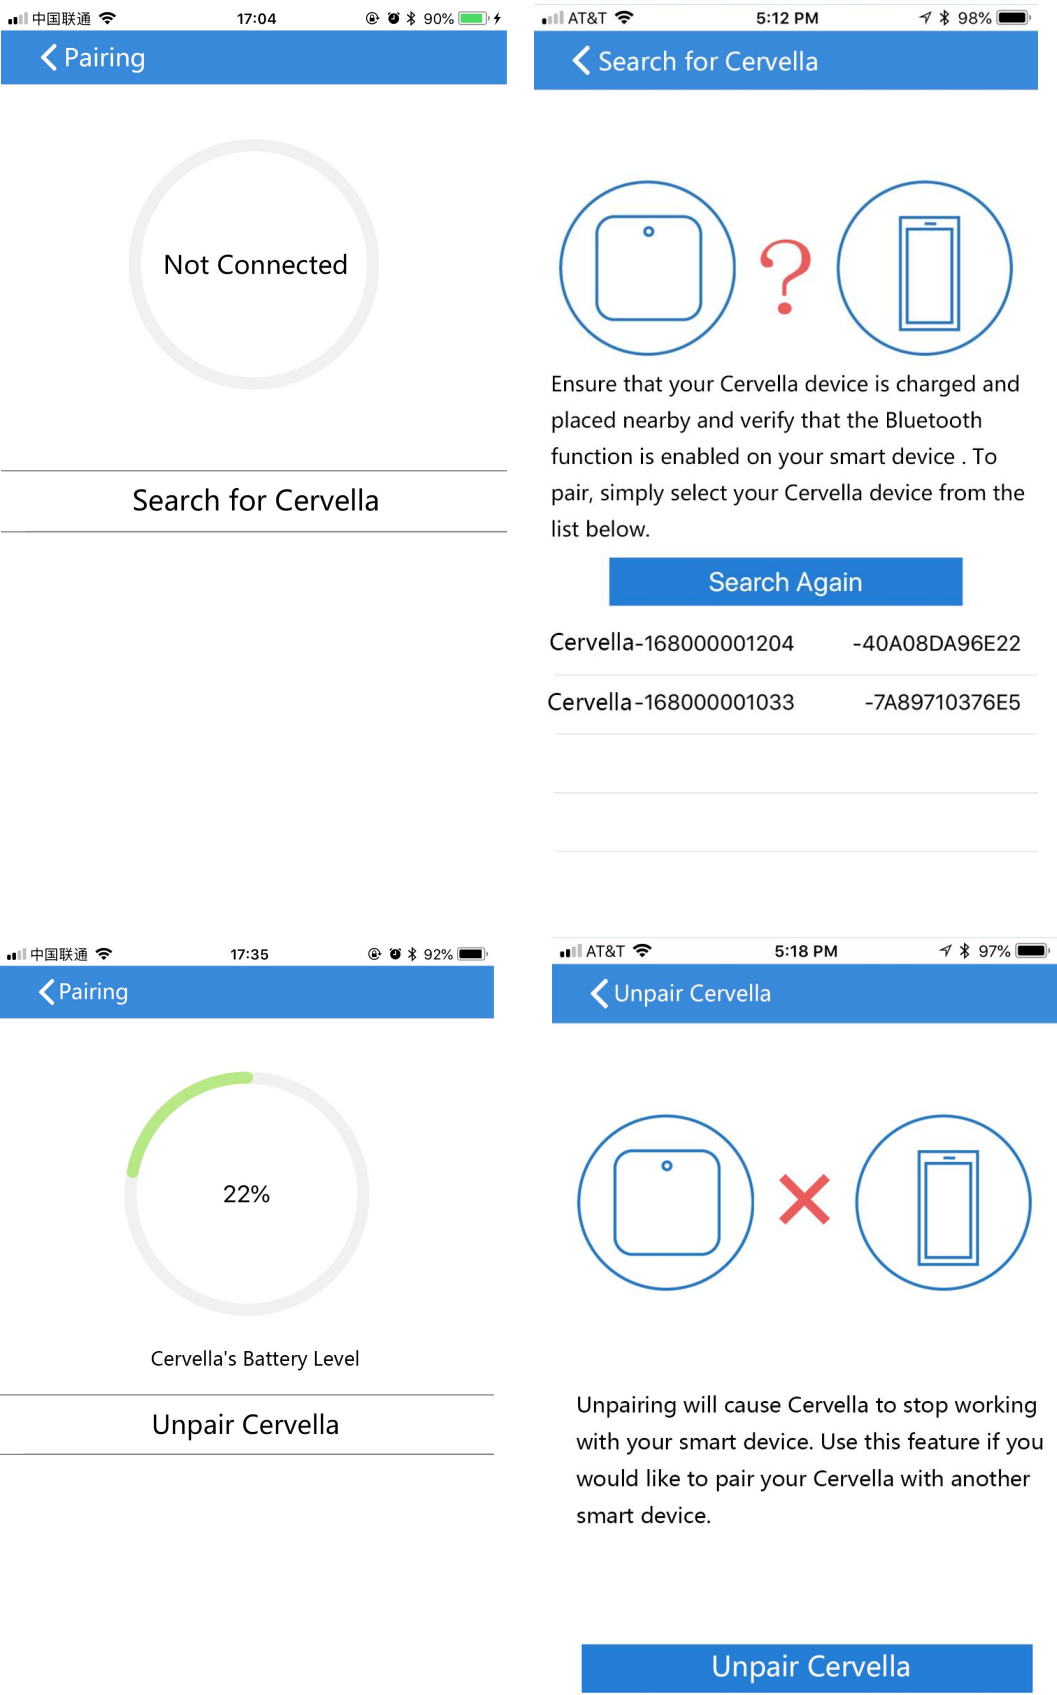 中国联通 17:04 90%
Pairing
Not Connected
Search for Cervella
AT&T 5:12 PM 98%
Search for Cervella
?
Ensure that your Cervella device is charged and
placed nearby and verify that the Bluetooth
function is enabled on your smart device . To
pair, simply select your Cervella device from the
list below.
Search Again
Cervella-168000001204 -40A08DA96E22
Cervella-168000001033 -7A89710376E5
中国联通 17:35 92%
Pairing
22%
Cervella's Battery Level
Unpair Cervella
AT&T 5:18 PM 97%
Unpair Cervella
Unpairing will cause Cervella to stop working
with your smart device. Use this feature if you
would like to pair your Cervella with another
smart device.
Unpair Cervella